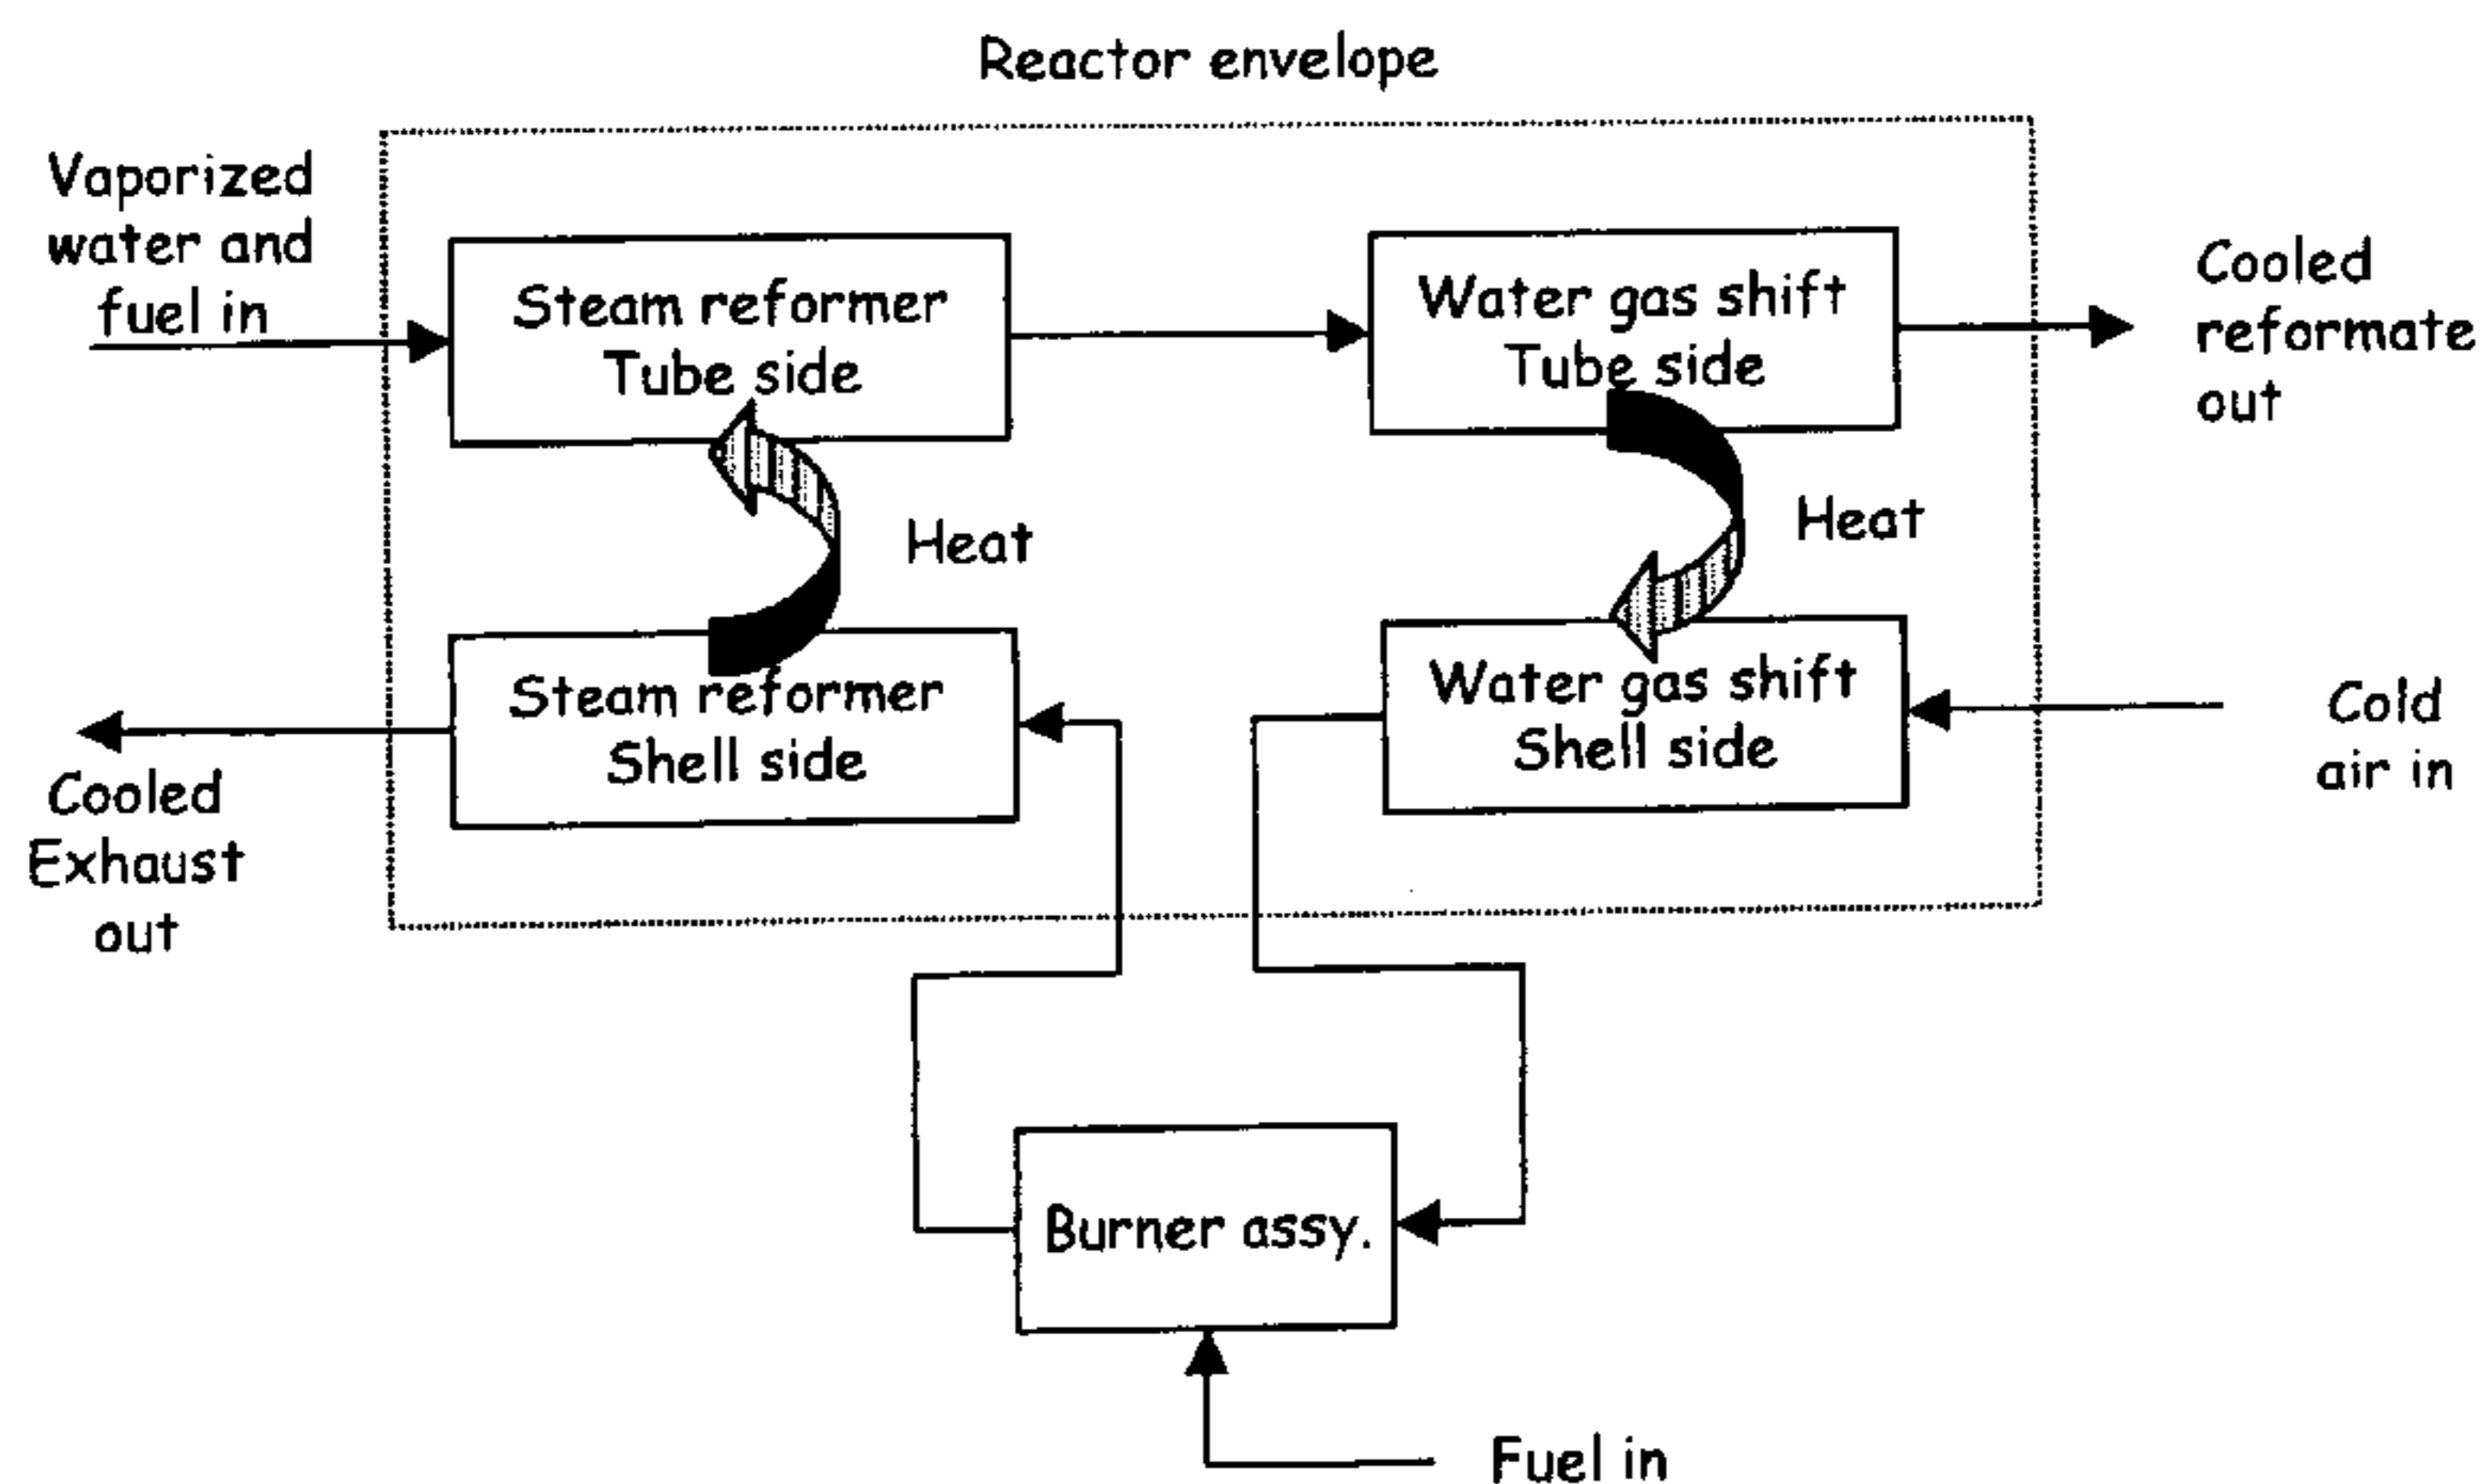 Reactor envelope
Vaporized
water and
fuel in
Steam reformer
Tube side
Water gas shift
Tube side
Cooled
reformate
out
Heat
Heat
Steam reformer
Shell side
Water gas shift
Shell side
Cold
air in
Cooled
Exhaust
out
Burner assy.
Fuel in